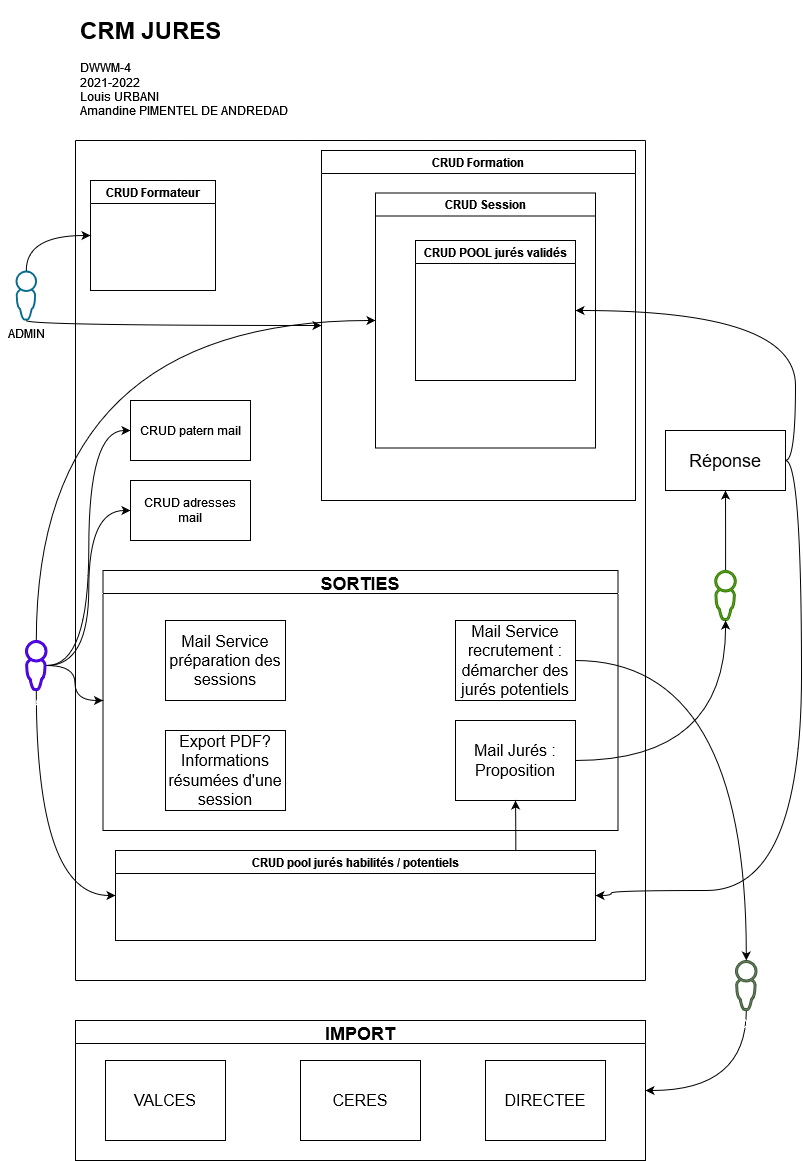 CRM JURES
DWWM-4
2021-2022
Louis URBANI
Amandine PIMENTEL DE ANDREDAD
CRUD Formation
CRUD Formateur
CRUD Session
CRUD POOL jurés validés
ADMIN
CRUD patern mail
Réponse
CRUD adresses
mail
SORTIES
Mail Service
préparation des
sessions
Mail Service
recrutement :
démarcher des
jurés potentiels
Export PDF?
Informations
résumées d'une
session
Mail Jurés :
Proposition
CRUD pool jurés habilités / potentiels
IMPORT
VALCES
CERES
DIRECTEE